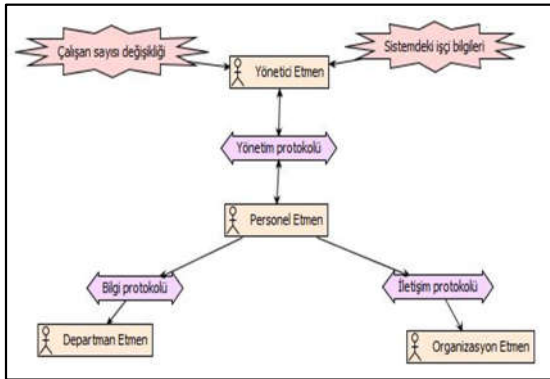 Çalışan sayısı değişikliği
Sistemdeki işçi bilgileri
Yönetici Etmen
Yönetim protokolü
Personel Etmen
Bilgi protokolü
İletişim protokolü
Departman Etmen
Organizasyon Etmen